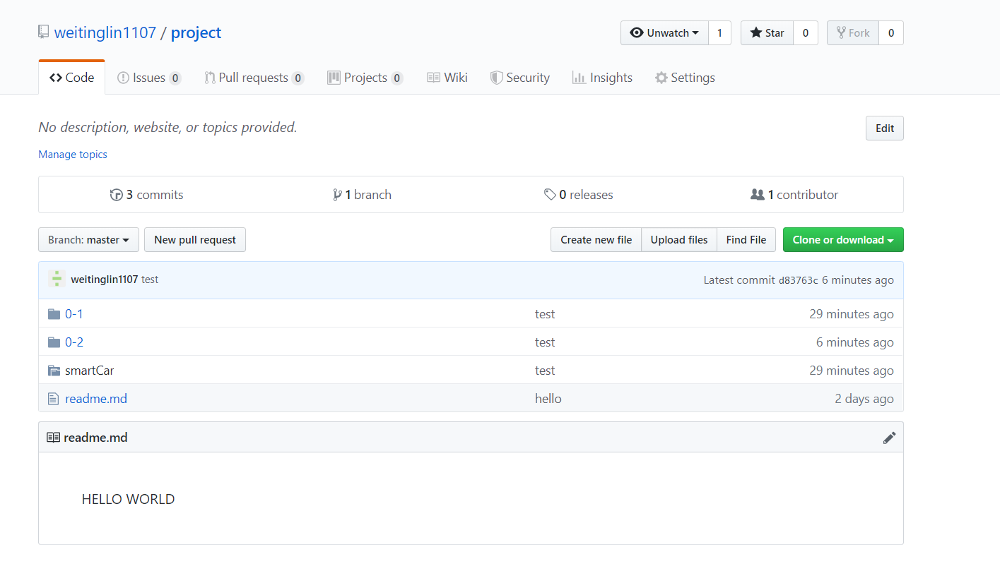 weitinglin1107 / project Unwatch 1 Star 0 Fork 0
Code Issues 0 Pull requests 0 Projects 0 Wiki Security Insights Settings
No description, website, or topics provided. Edit
Manage topics
3 commits 1 branch 0 releases 1 contributor
Branch: master New pull request Create new file Upload files Find File Clone or download
weitinglin1107 test Latest commit d83763c 6 minutes ago
0-1 test 29 minutes ago
0-2 test 6 minutes ago
smartCar test 29 minutes ago
readme.md hello 2 days ago
readme.md
HELLO WORLD